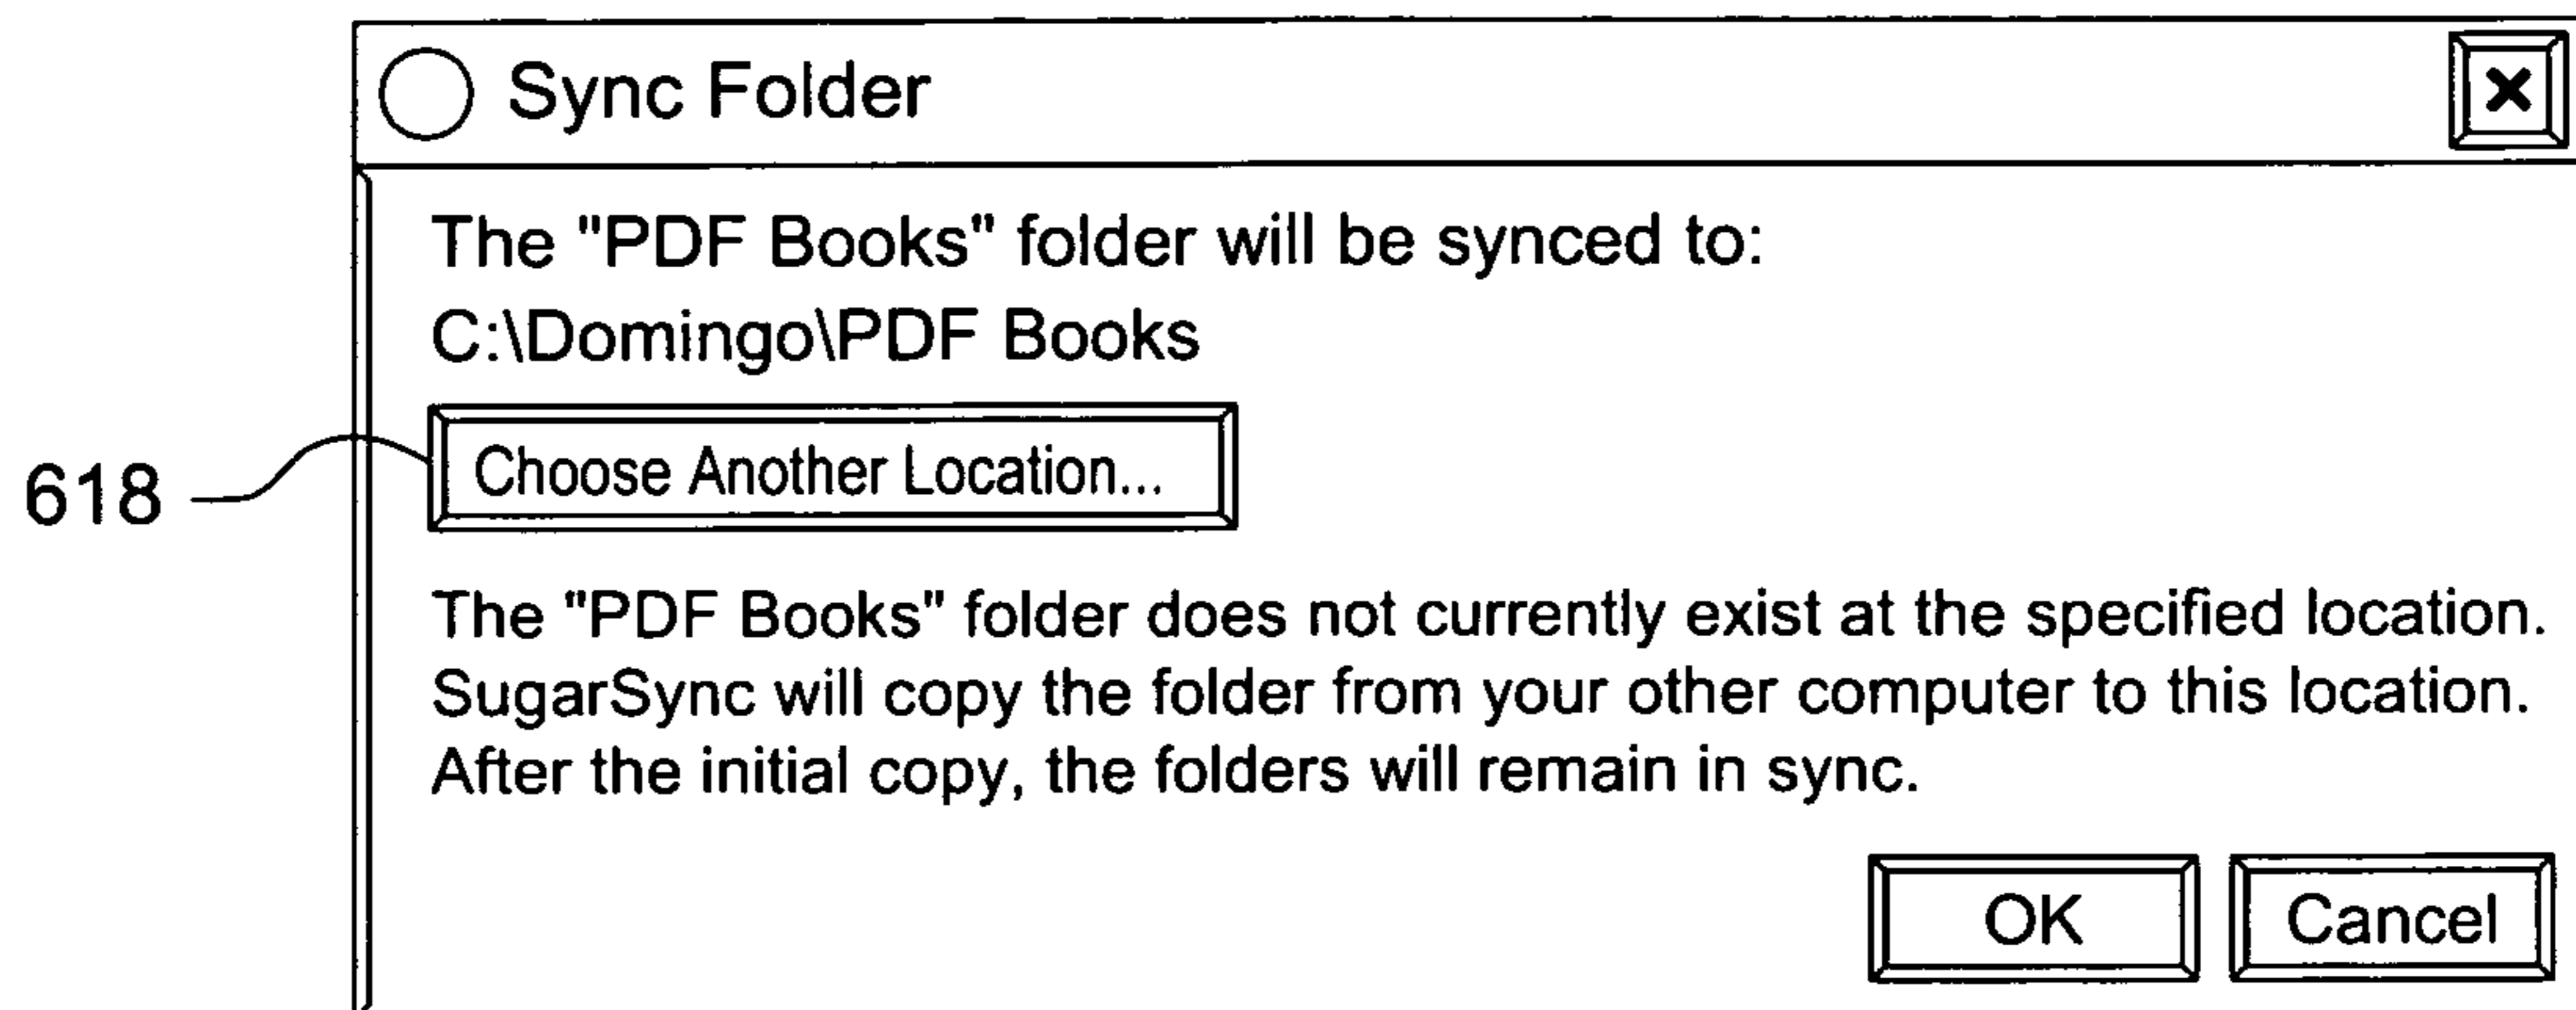 Sync Folder
The "PDF Books" folder will be synced to:
C:\Domingo\PDF Books
618
Choose Another Location...
The "PDF Books" folder does not currently exist at the specified location.
SugarSync will copy the folder from your other computer to this location.
After the initial copy, the folders will remain in sync.
OK Cancel